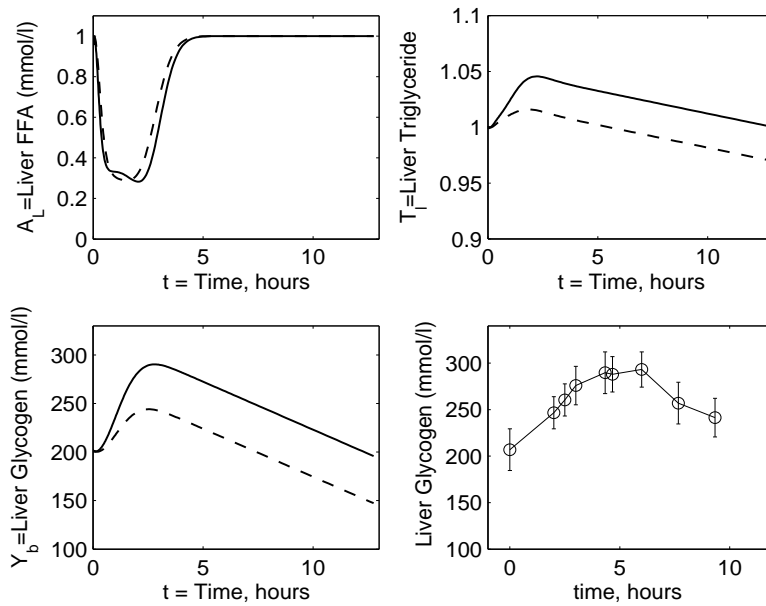 A_L=Liver FFA (mmol/l)
1
0.8
0.6
0.4
0.2
0
0 5 10
t = Time, hours
T_l=Liver Triglyceride
1.1
1.05
1
0.95
0.9
0 5 10
t = Time, hours
Y_b=Liver Glycogen (mmol/l)
300
250
200
150
100
0 5 10
t = Time, hours
Liver Glycogen (mmol/l)
300
250
200
150
100
0 5 10
time, hours